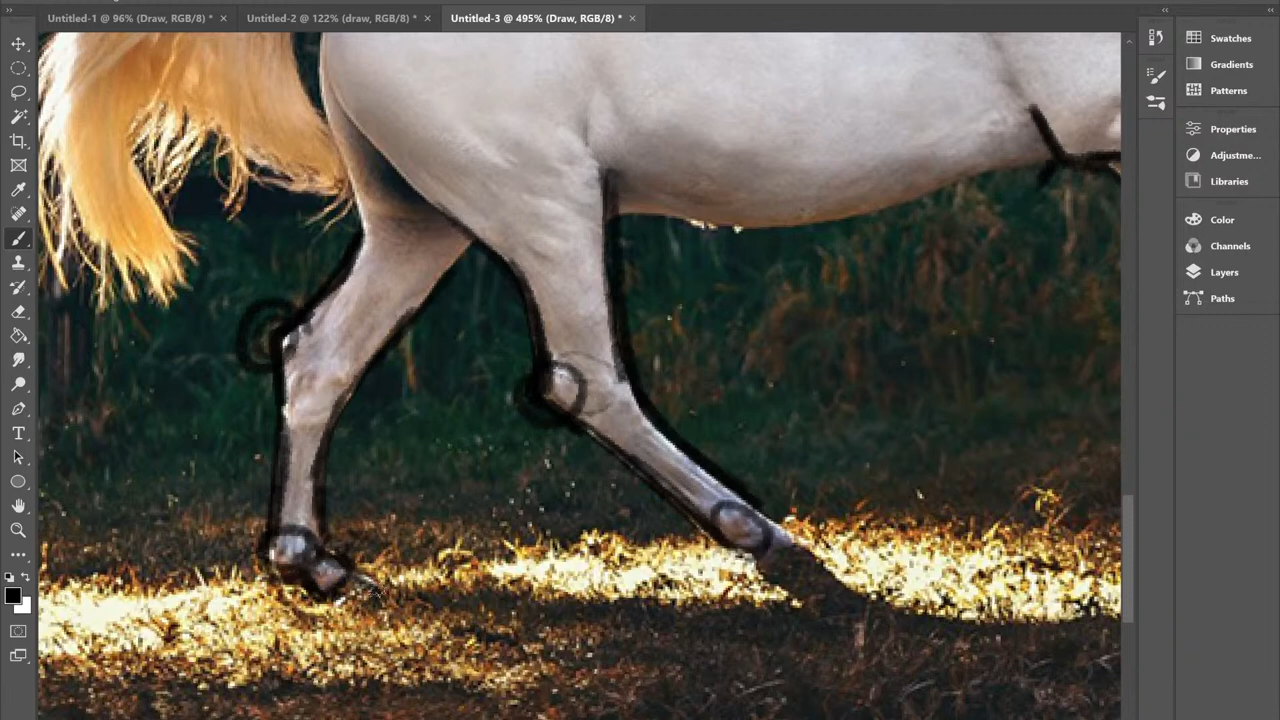 Untitled-1 @ 96% (Draw, RGB/8) *
Untitled-2 @ 122% (draw, RGB/8) *
Untitled-3 @ 495% (Draw, RGB/8) *
Swatches
Gradients
Patterns
Properties
Adjustme...
Libraries
Color
Channels
Layers
Paths